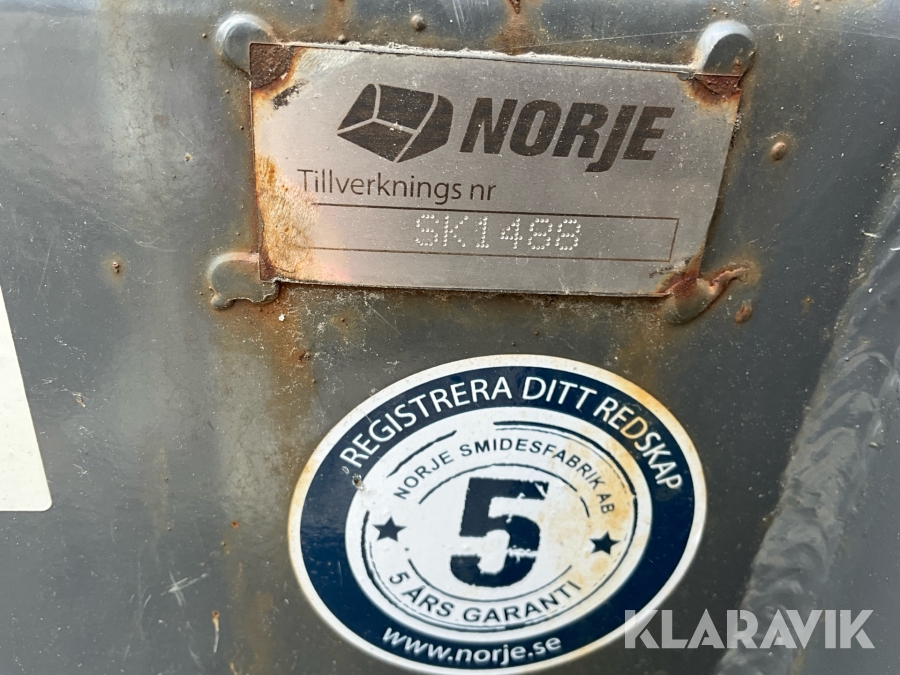 NORJE
Tillverknings nr
SK1488
REGISTRERA DITT REDSKAP
NORJE SMIDESFABRIK AB
5
5 ÅRS GARANTI
www.norje.se
KLARAVIK